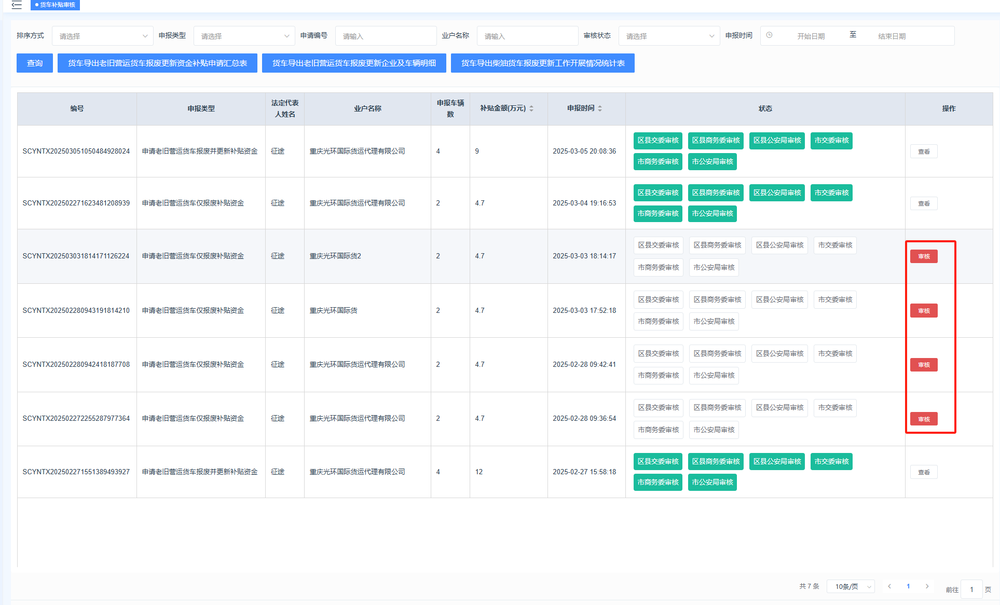 货车补贴审核
排序方式 请选择 申报类型 请选择 申请编号 请输入 业户名称 请输入 审核状态 请选择 申报时间 开始日期 至 结束日期
查询 货车导出老旧营运货车报废更新资金补贴申请汇总表 货车导出老旧营运货车报废更新企业及车辆明细 货车导出柴油货车报废更新工作开展情况统计表
编号 申报类型 法定代表人姓名 业户名称 申报车辆数 补贴金额(万元) 申报时间 状态 操作
SCYNTX202503051050484928024 申请老旧营运货车报废并更新补贴资金 征途 重庆光环国际货运代理有限公司 4 9 2025-03-05 20:08:36 区县交委审核 区县商务委审核 区县公安局审核 市交委审核 查看
市商务委审核 市公安局审核
SCYNTX202502271623481208939 申请老旧营运货车仅报废补贴资金 征途 重庆光环国际货运代理有限公司 2 4.7 2025-03-04 19:16:53 区县交委审核 区县商务委审核 区县公安局审核 市交委审核 查看
市商务委审核 市公安局审核
SCYNTX202503031814171126224 申请老旧营运货车仅报废补贴资金 征途 重庆光环国际货2 2 4.7 2025-03-03 18:14:17 区县交委审核 区县商务委审核 区县公安局审核 市交委审核 审核
市商务委审核 市公安局审核
SCYNTX202502280943191814210 申请老旧营运货车仅报废补贴资金 征途 重庆光环国际货 2 4.7 2025-03-03 17:52:18 区县交委审核 区县商务委审核 区县公安局审核 市交委审核 审核
市商务委审核 市公安局审核
SCYNTX202502280942418187708 申请老旧营运货车仅报废补贴资金 征途 重庆光环国际货运代理有限公司 2 4.7 2025-02-28 09:42:41 区县交委审核 区县商务委审核 区县公安局审核 市交委审核 审核
市商务委审核 市公安局审核
SCYNTX202502272255287977364 申请老旧营运货车仅报废补贴资金 征途 重庆光环国际货运代理有限公司 2 4.7 2025-02-28 09:36:54 区县交委审核 区县商务委审核 区县公安局审核 市交委审核 审核
市商务委审核 市公安局审核
SCYNTX202502271551389493927 申请老旧营运货车报废并更新补贴资金 征途 重庆光环国际货运代理有限公司 4 12 2025-02-27 15:58:18 区县交委审核 区县商务委审核 区县公安局审核 市交委审核 查看
市商务委审核 市公安局审核
共 7 条 10条/页 1 前往 1 页